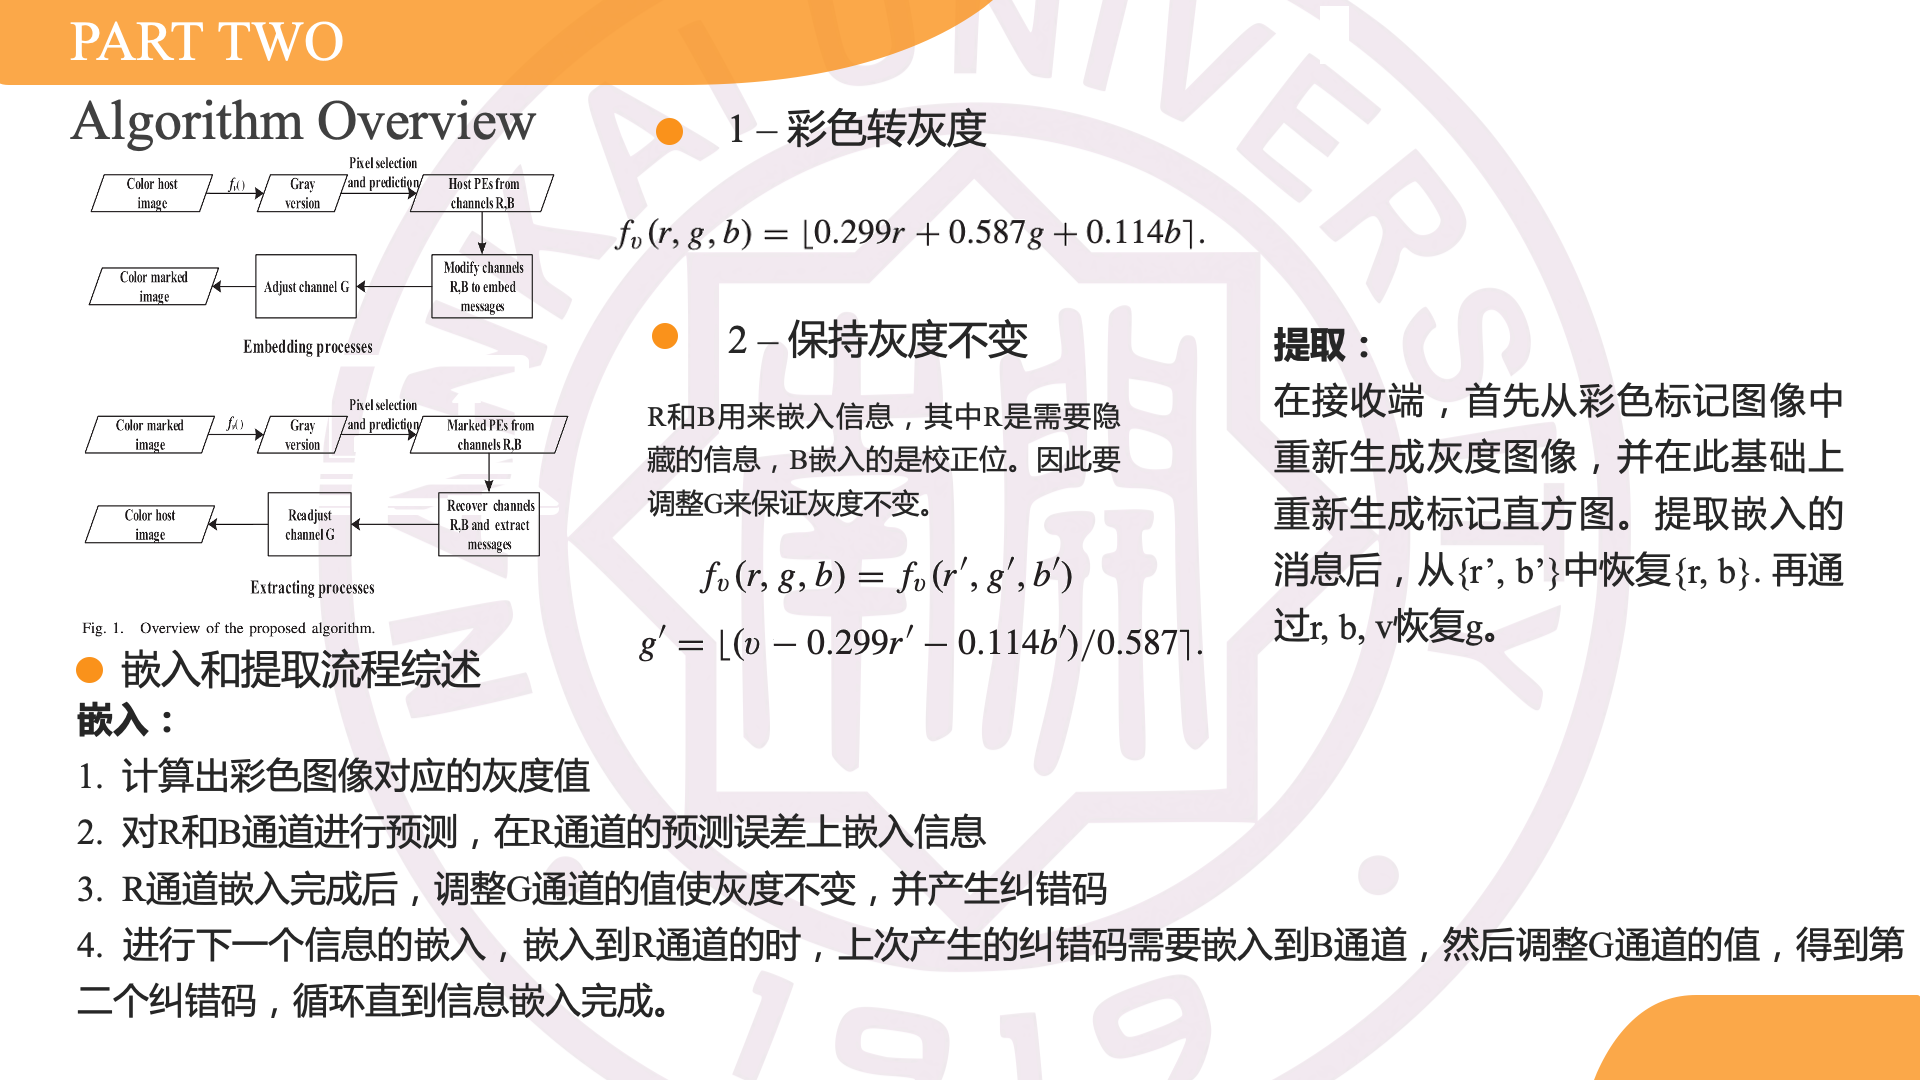 PART TWO
Algorithm Overview
Color host
image
fᵥ()
Gray
version
Pixel selection
and prediction
Host PEs from
channels R,B
Color marked
image
Adjust channel G
Modify channels
R,B to embed
messages
Embedding processes
Color marked
image
fᵥ()
Gray
version
Pixel selection
and prediction
Marked PEs from
channels R,B
Color host
image
Readjust
channel G
Recover channels
R,B and extract
messages
Extracting processes
Fig. 1. Overview of the proposed algorithm.
嵌入和提取流程综述
嵌入：
1. 计算出彩色图像对应的灰度值
2. 对R和B通道进行预测，在R通道的预测误差上嵌入信息
3. R通道嵌入完成后，调整G通道的值使灰度不变，并产生纠错码
4. 进行下一个信息的嵌入，嵌入到R通道的时，上次产生的纠错码需要嵌入到B通道，然后调整G通道的值，得到第
二个纠错码，循环直到信息嵌入完成。
1 – 彩色转灰度
fᵥ(r, g, b) = ⌊0.299r + 0.587g + 0.114b⌉.
2 – 保持灰度不变
R和B用来嵌入信息，其中R是需要隐
藏的信息，B嵌入的是校正位。因此要
调整G来保证灰度不变。
fᵥ(r, g, b) = fᵥ(r′, g′, b′)
g′ = ⌊(v − 0.299r′ − 0.114b′)/0.587⌉.
提取：
在接收端，首先从彩色标记图像中
重新生成灰度图像，并在此基础上
重新生成标记直方图。提取嵌入的
消息后，从{r’, b’}中恢复{r, b}. 再通
过r, b, v恢复g。
NANKAI UNIVERSITY
1919